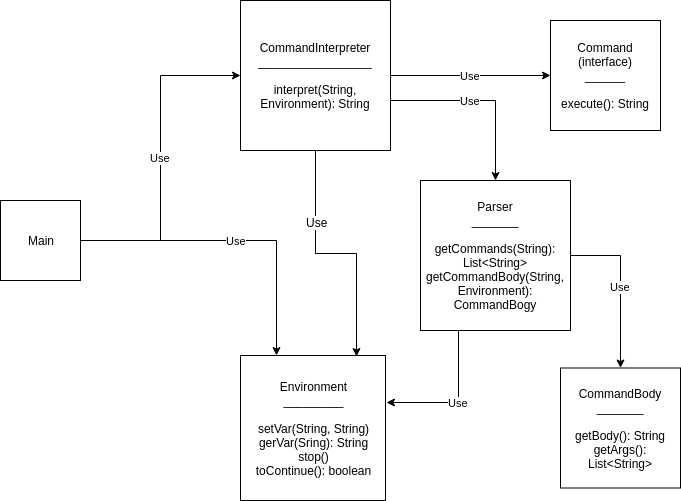 CommandInterpreter
interpret(String,
Environment): String
Use
Command
(interface)
execute(): String
Use
Use
Main
Use
Use
Parser
getCommands(String):
List<String>
getCommandBody(String,
Environment):
CommandBogy
Use
Environment
setVar(String, String)
gerVar(Sring): String
stop()
toContinue(): boolean
Use
CommandBody
getBody(): String
getArgs():
List<String>